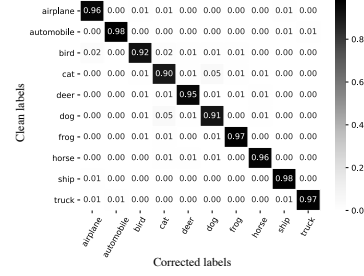 airplane 0.96 0.00 0.01 0.01 0.00 0.00 0.00 0.00 0.01 0.00
automobile 0.00 0.98 0.00 0.00 0.00 0.00 0.00 0.00 0.01 0.01
bird 0.02 0.00 0.92 0.02 0.01 0.01 0.01 0.01 0.00 0.00
cat 0.00 0.00 0.01 0.90 0.01 0.05 0.01 0.01 0.00 0.00
deer 0.00 0.00 0.01 0.01 0.95 0.01 0.01 0.01 0.00 0.00
dog 0.00 0.00 0.01 0.05 0.01 0.91 0.00 0.01 0.00 0.00
frog 0.00 0.00 0.01 0.01 0.00 0.00 0.97 0.00 0.00 0.00
horse 0.00 0.00 0.00 0.01 0.01 0.01 0.00 0.96 0.00 0.00
ship 0.01 0.00 0.00 0.00 0.00 0.00 0.00 0.00 0.98 0.00
truck 0.01 0.01 0.00 0.00 0.00 0.00 0.00 0.00 0.01 0.97
airplane automobile bird cat deer dog frog horse ship truck
Clean labels
Corrected labels
0.8
0.6
0.4
0.2
0.0